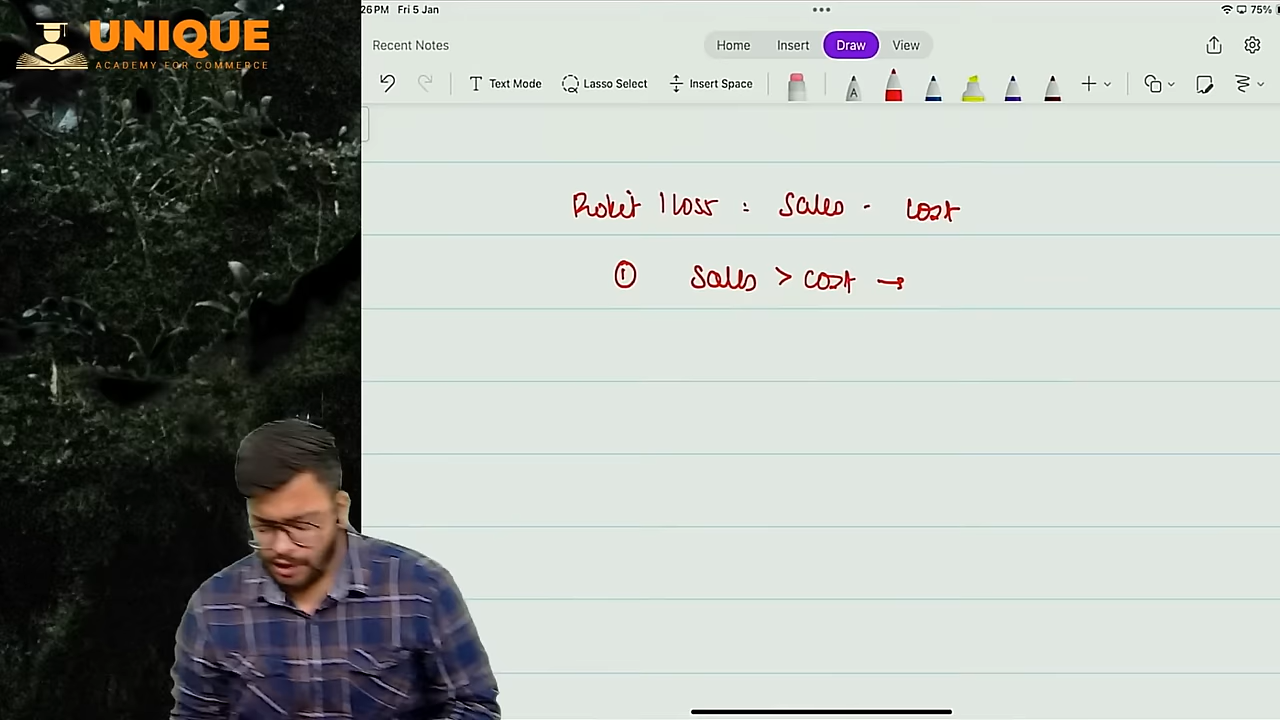 UNIQUE
ACADEMY FOR COMMERCE
26 PM Fri 5 Jan
75%
Recent Notes
Home Insert Draw View
Text Mode Lasso Select Insert Space
A
Profit / Loss : Sales - Cost
① Sales > Cost →